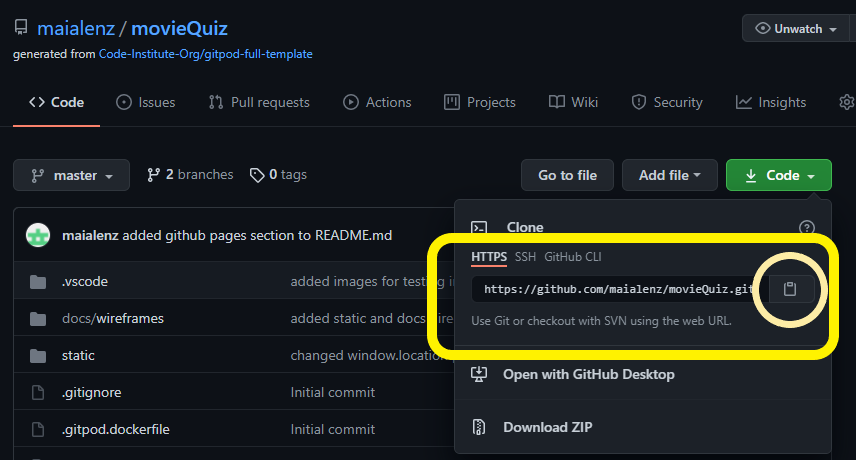 maialenz / movieQuiz
Unwatch
generated from Code-Institute-Org/gitpod-full-template
Code Issues Pull requests Actions Projects Wiki Security Insights
master 2 branches 0 tags Go to file Add file Code
Clone
maialenz added github pages section to README.md
HTTPS SSH GitHub CLI
.vscode added images for testing
https://github.com/maialenz/movieQuiz.git
docs/wireframes added static and docs
Use Git or checkout with SVN using the web URL.
static changed window.location
Open with GitHub Desktop
.gitignore Initial commit
.gitpod.dockerfile Initial commit
Download ZIP